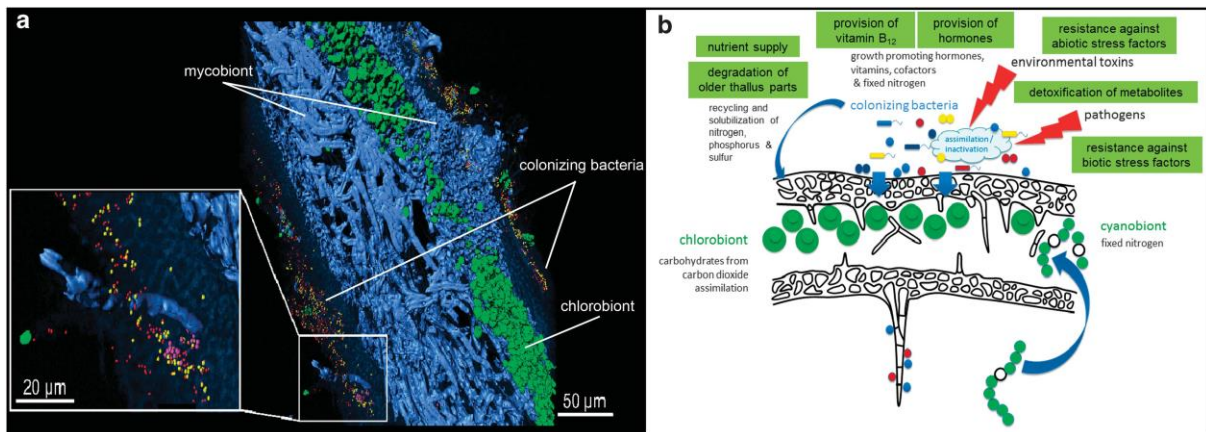 a
mycobiont
colonizing bacteria
chlorobiont
20 µm
50 µm
b
nutrient supply
degradation of
older thallus parts
recycling and
solubilization of
nitrogen,
phosphorus &
sulfur
provision of
vitamin B12
provision of
hormones
growth promoting hormones,
vitamins, cofactors
& fixed nitrogen
colonizing bacteria
resistance against
abiotic stress factors
environmental toxins
detoxification of metabolites
pathogens
assimilation /
inactivation
resistance against
biotic stress factors
chlorobiont
carbohydrates from
carbon dioxide
assimilation
cyanobiont
fixed nitrogen